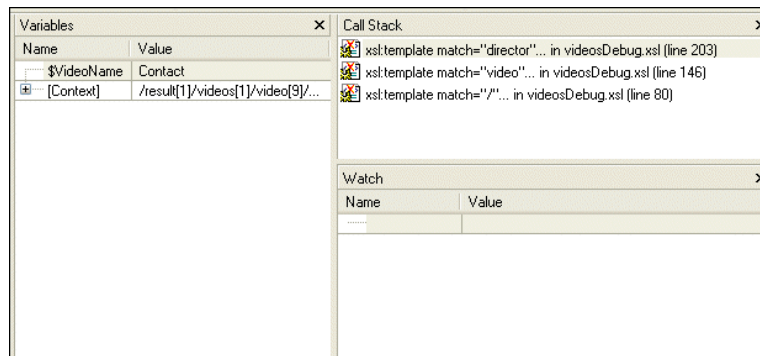 Variables
Name Value
$VideoName Contact
[Context] /result[1]/videos[1]/video[9]/...
Call Stack
xsl:template match="director"... in videosDebug.xsl (line 203)
xsl:template match="video"... in videosDebug.xsl (line 146)
xsl:template match="/"... in videosDebug.xsl (line 80)
Watch
Name Value